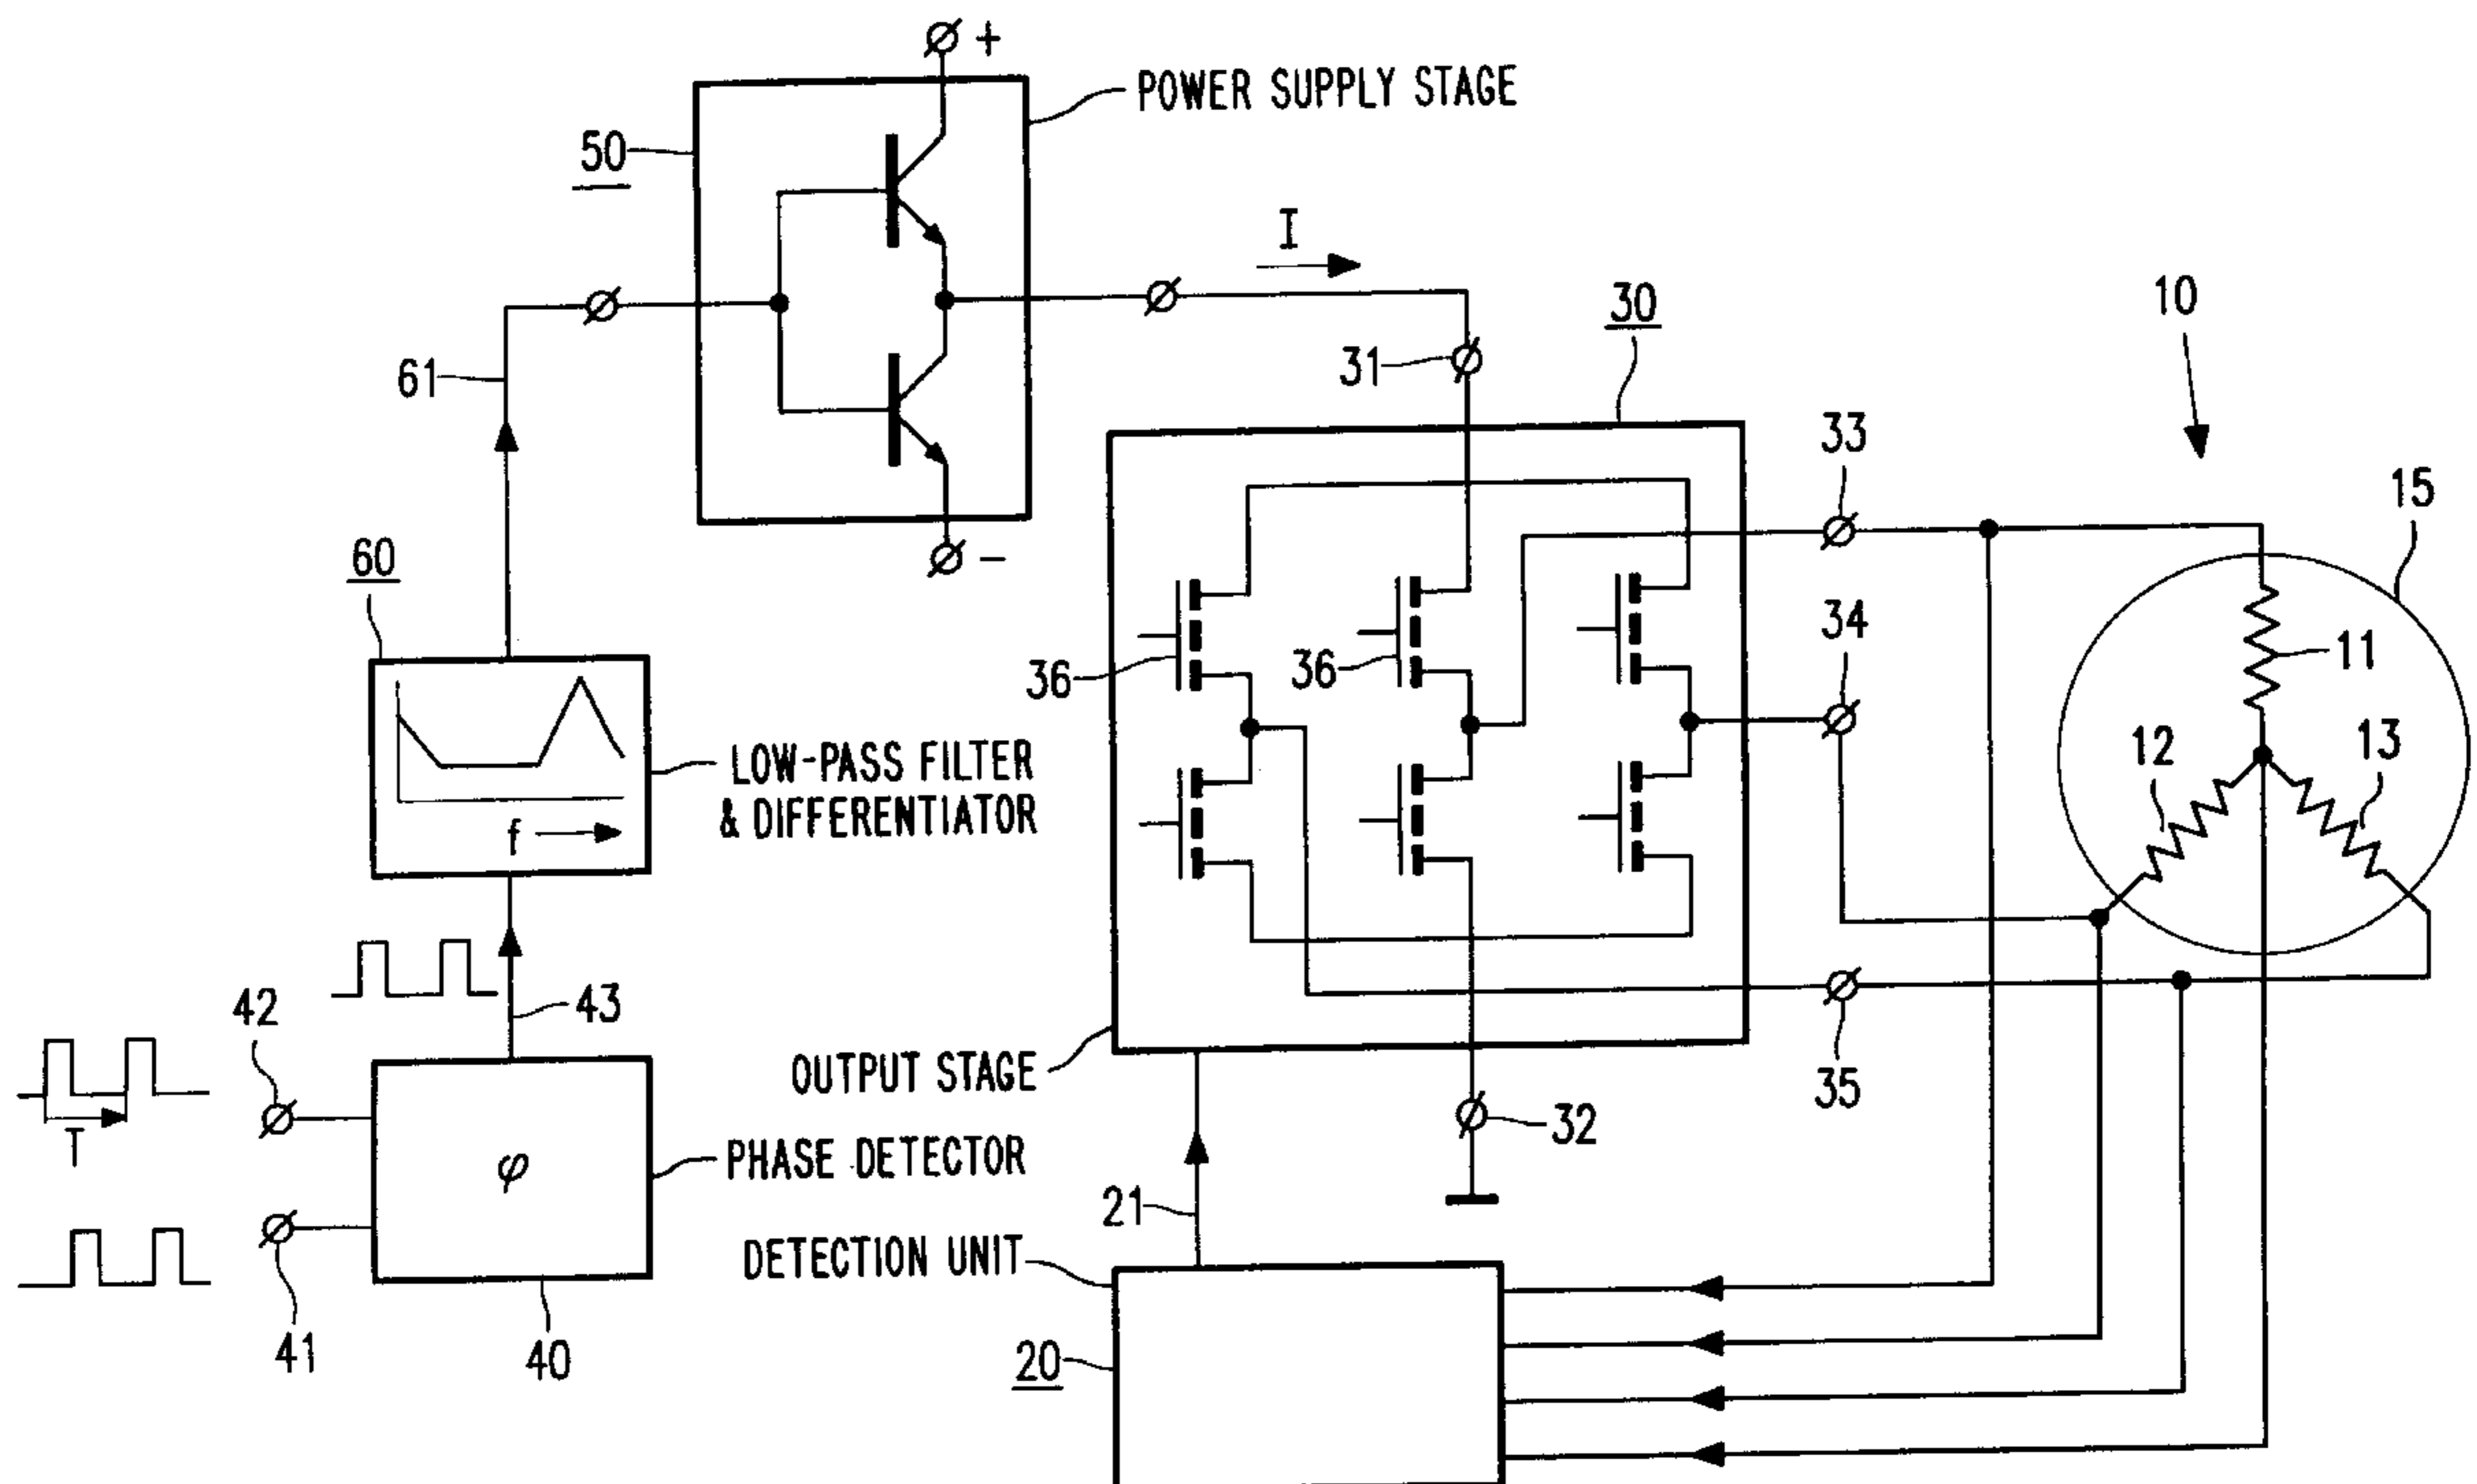 +
POWER SUPPLY STAGE
50
I
10
30
61
31
33
15
-
60
34
11
36
36
12
13
LOW-PASS FILTER
& DIFFERENTIATOR
f
43
42
35
OUTPUT STAGE
T
φ
PHASE DETECTOR
32
21
DETECTION UNIT
41
40
20